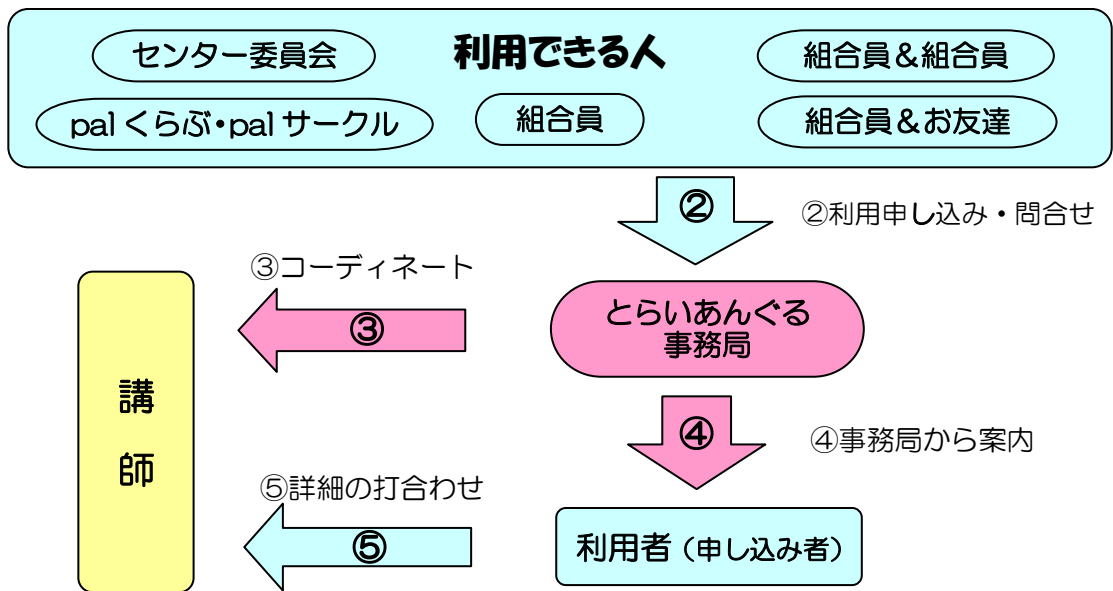 利用できる人
センター委員会
組合員＆組合員
palくらぶ・palサークル
組合員
組合員＆お友達
②
②利用申し込み・問合せ
③コーディネート
③
とらいあんぐる
事務局
講
師
④
④事務局から案内
⑤詳細の打合わせ
⑤
利用者（申し込み者）